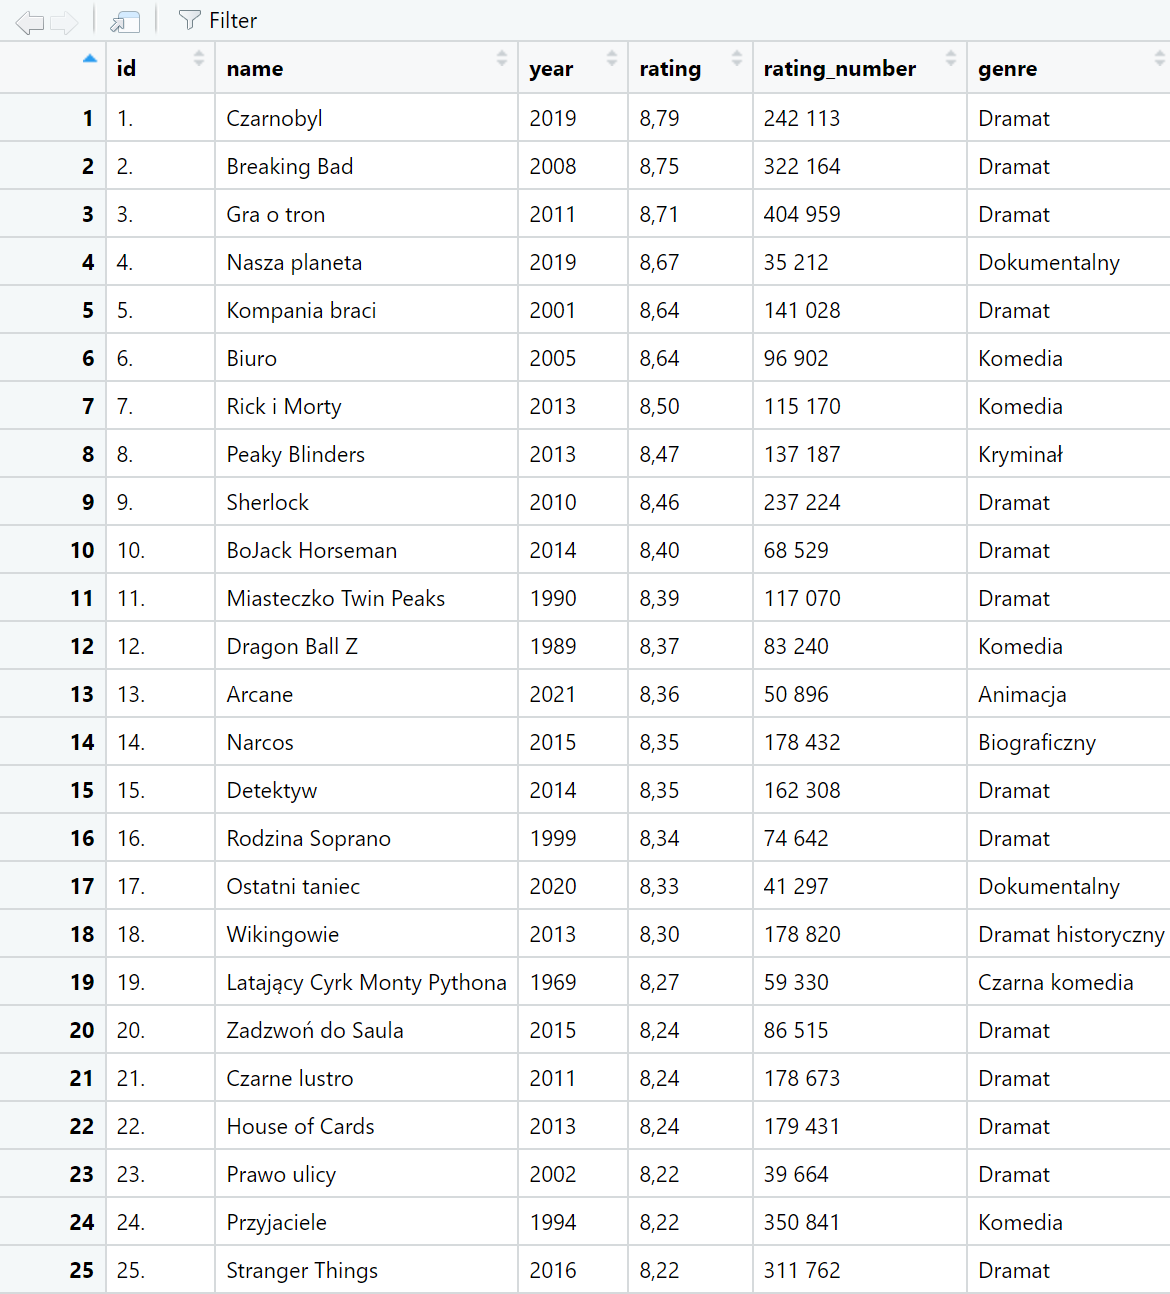 Filter
id name year rating rating_number genre
1 1. Czarnobyl 2019 8,79 242 113 Dramat
2 2. Breaking Bad 2008 8,75 322 164 Dramat
3 3. Gra o tron 2011 8,71 404 959 Dramat
4 4. Nasza planeta 2019 8,67 35 212 Dokumentalny
5 5. Kompania braci 2001 8,64 141 028 Dramat
6 6. Biuro 2005 8,64 96 902 Komedia
7 7. Rick i Morty 2013 8,50 115 170 Komedia
8 8. Peaky Blinders 2013 8,47 137 187 Kryminał
9 9. Sherlock 2010 8,46 237 224 Dramat
10 10. BoJack Horseman 2014 8,40 68 529 Dramat
11 11. Miasteczko Twin Peaks 1990 8,39 117 070 Dramat
12 12. Dragon Ball Z 1989 8,37 83 240 Komedia
13 13. Arcane 2021 8,36 50 896 Animacja
14 14. Narcos 2015 8,35 178 432 Biograficzny
15 15. Detektyw 2014 8,35 162 308 Dramat
16 16. Rodzina Soprano 1999 8,34 74 642 Dramat
17 17. Ostatni taniec 2020 8,33 41 297 Dokumentalny
18 18. Wikingowie 2013 8,30 178 820 Dramat historyczny
19 19. Latający Cyrk Monty Pythona 1969 8,27 59 330 Czarna komedia
20 20. Zadzwoń do Saula 2015 8,24 86 515 Dramat
21 21. Czarne lustro 2011 8,24 178 673 Dramat
22 22. House of Cards 2013 8,24 179 431 Dramat
23 23. Prawo ulicy 2002 8,22 39 664 Dramat
24 24. Przyjaciele 1994 8,22 350 841 Komedia
25 25. Stranger Things 2016 8,22 311 762 Dramat